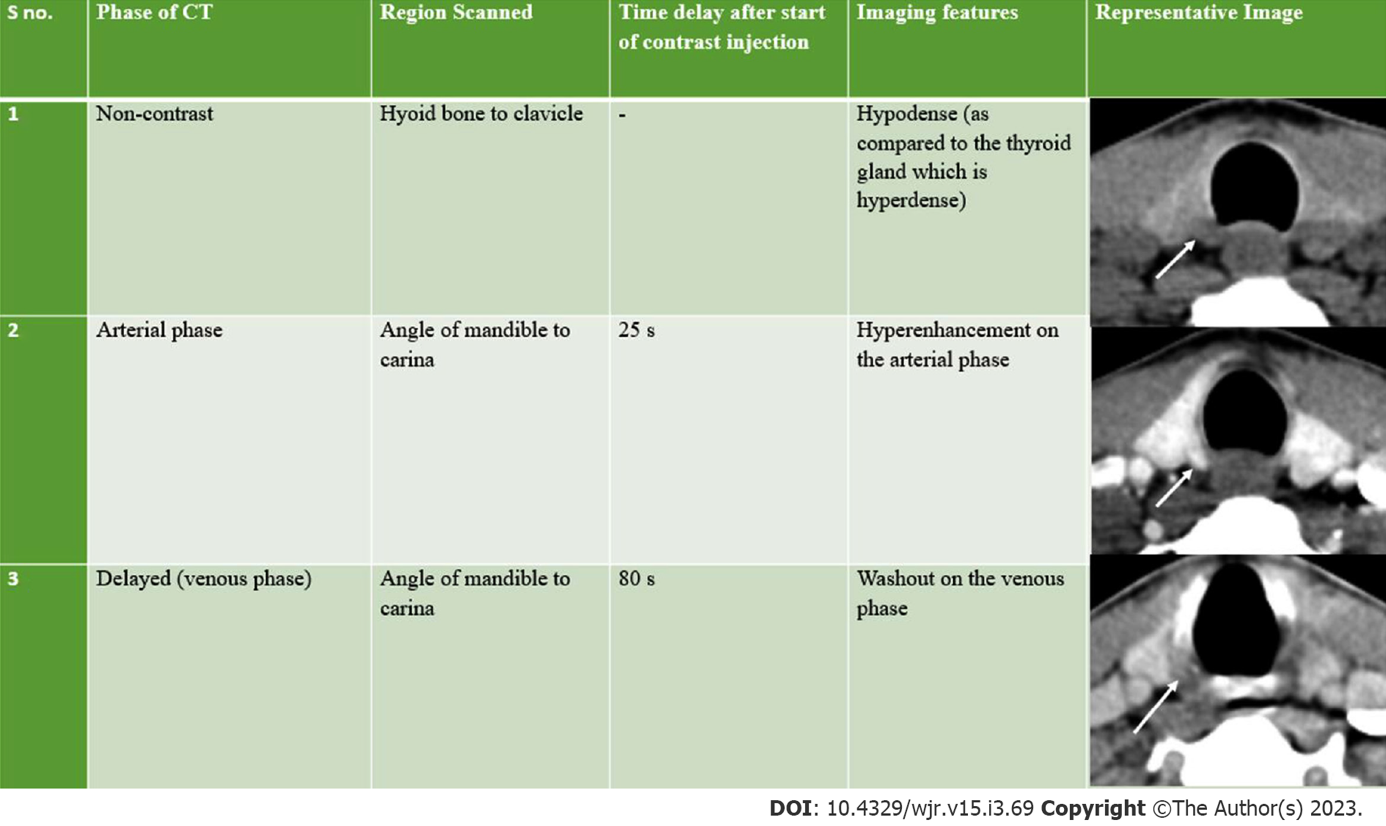 S no.
Phase of CT
Region Scanned
Time delay after start
of contrast injection
Imaging features
Representative Image
1
Non-contrast
Hyoid bone to clavicle
-
Hypodense (as
compared to the thyroid
gland which is
hyperdense)
2
Arterial phase
Angle of mandible to
carina
25 s
Hyperenhancement on
the arterial phase
3
Delayed (venous phase)
Angle of mandible to
carina
80 s
Washout on the venous
phase
DOI: 10.4329/wjr.v15.i3.69 Copyright ©The Author(s) 2023.